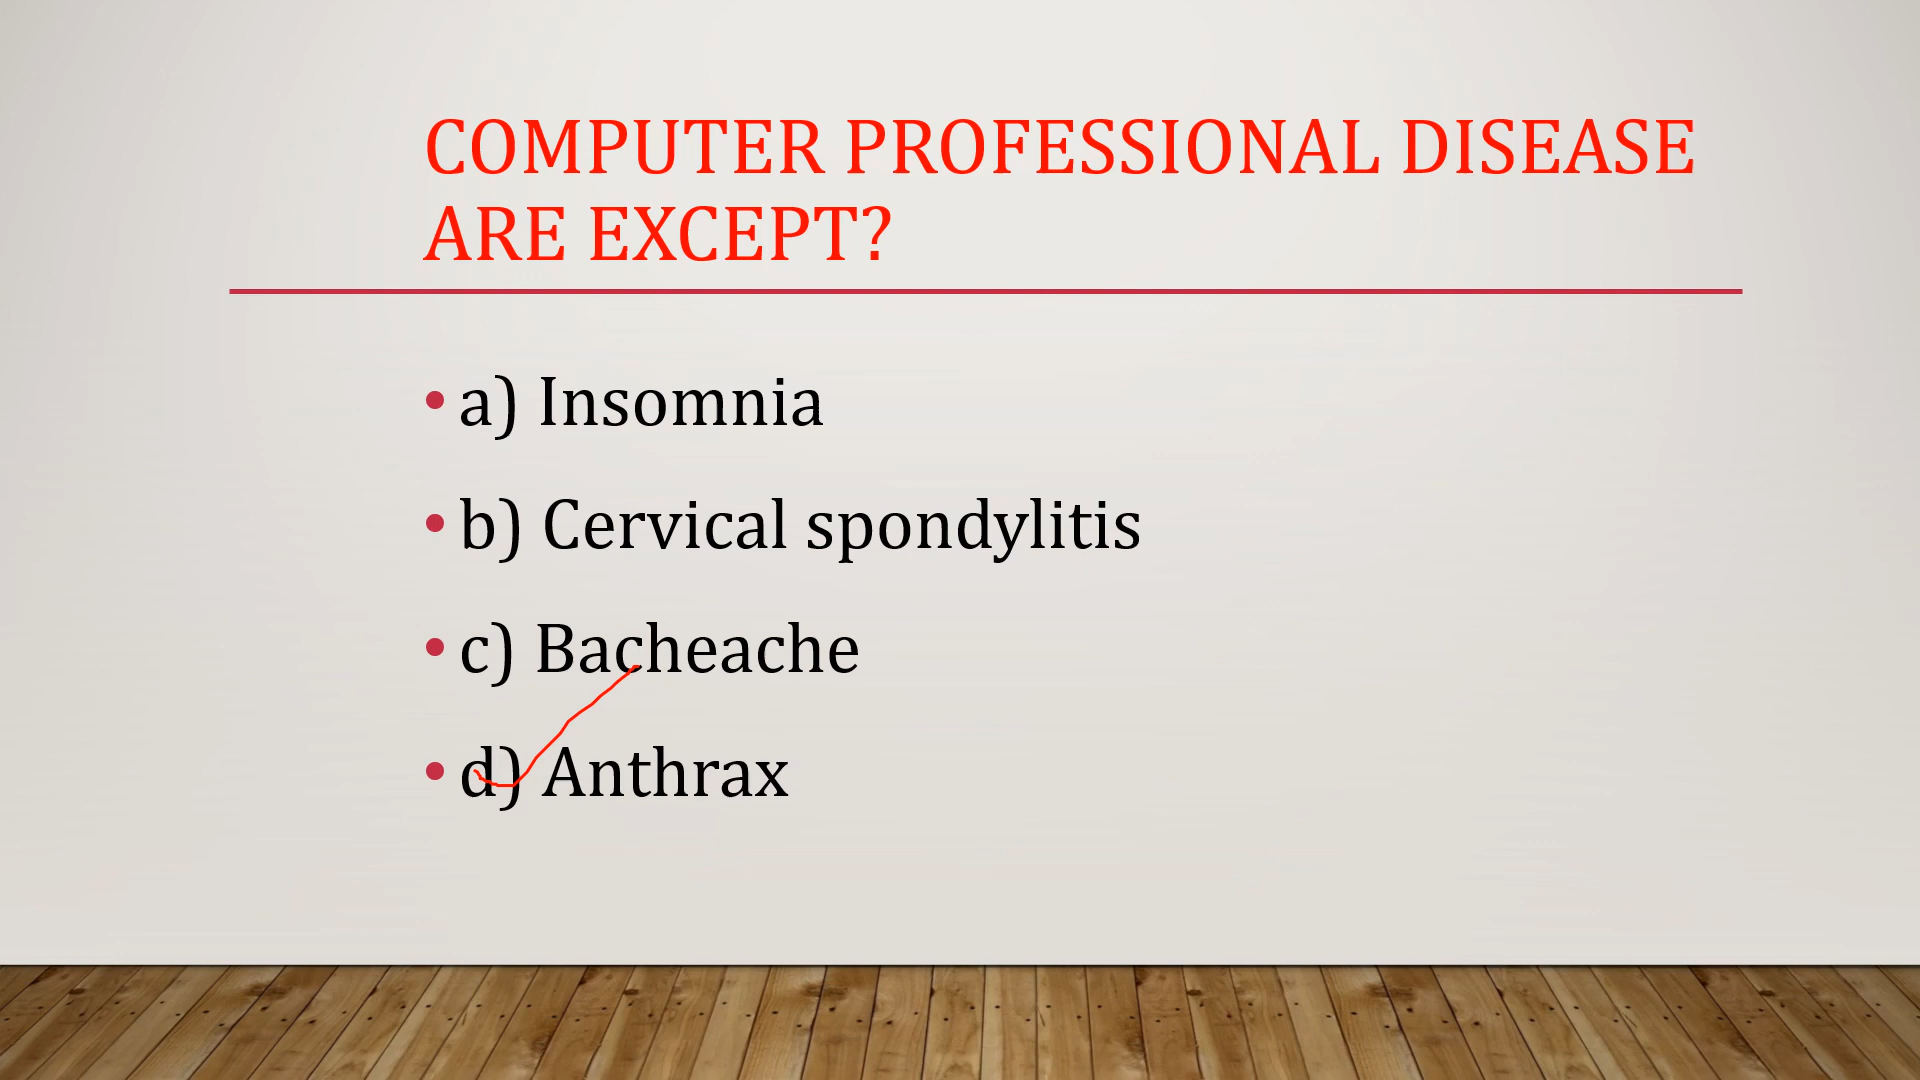 COMPUTER PROFESSIONAL DISEASE
ARE EXCEPT?
• a) Insomnia
• b) Cervical spondylitis
• c) Bacheache
• d) Anthrax